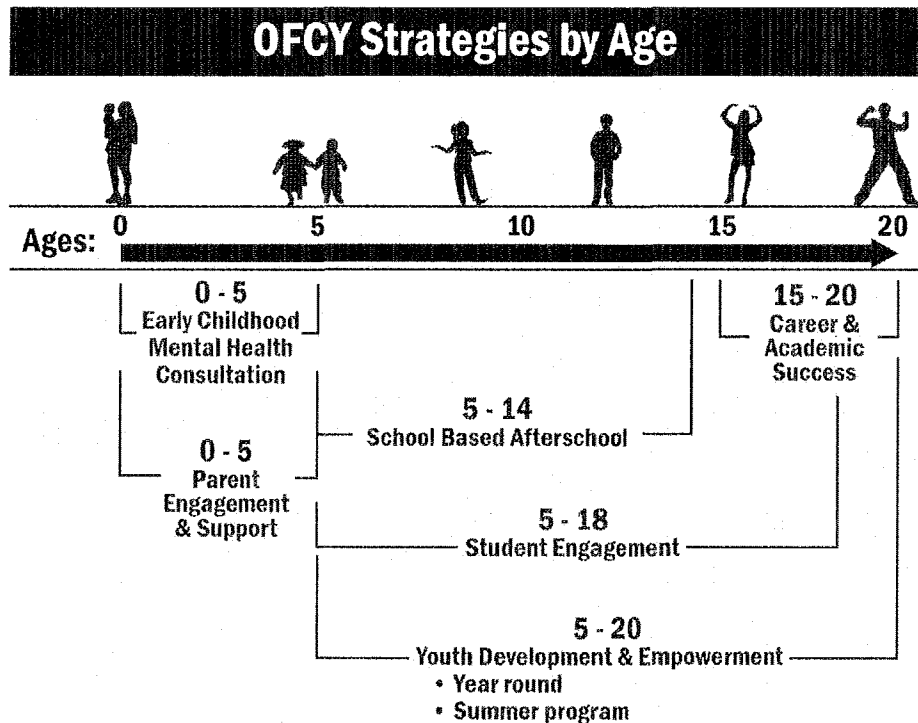 OFCY Strategies by Age
0 5 10 15 20
Ages:
0 - 5
Early Childhood
Mental Health
Consultation
15 - 20
Career &
Academic
Success
5 - 14
School Based Afterschool
0 - 5
Parent
Engagement
& Support
5 - 18
Student Engagement
5 - 20
Youth Development & Empowerment
• Year round
• Summer program